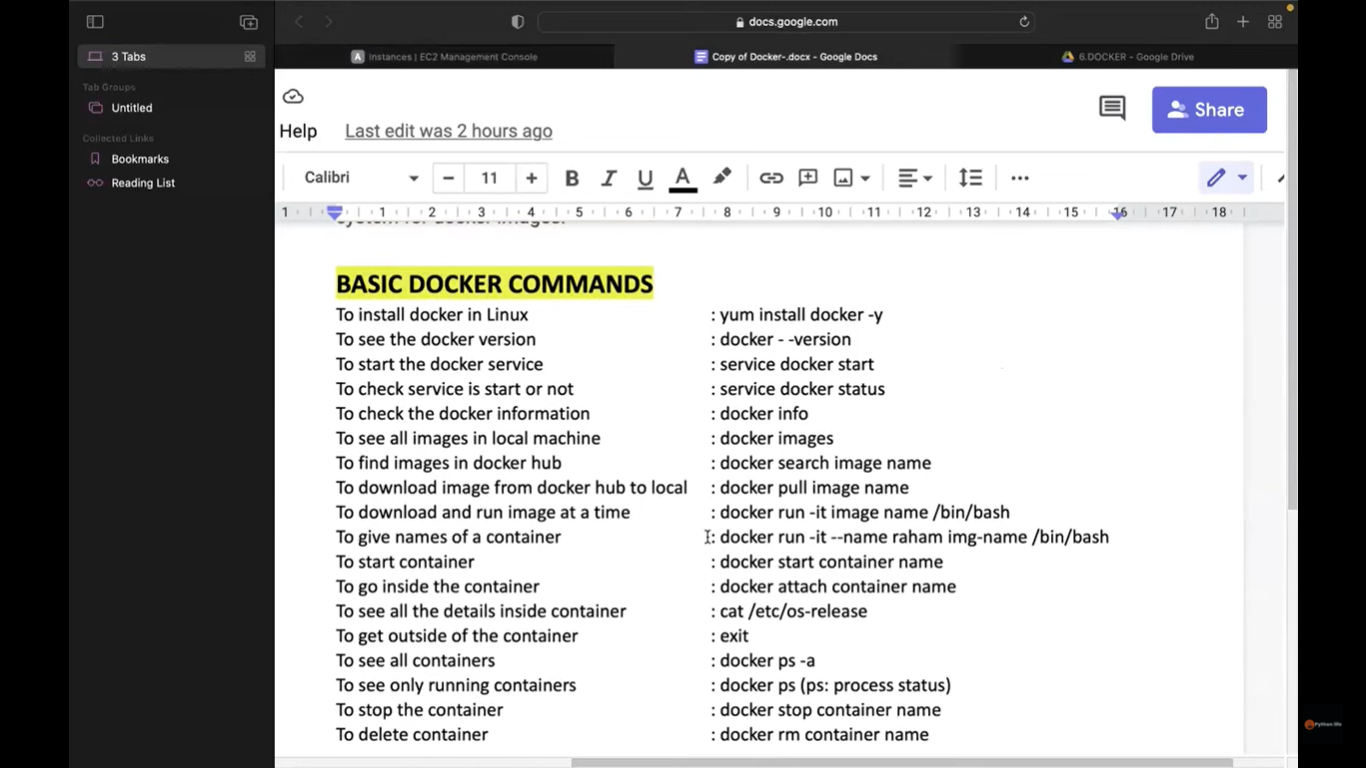 docs.google.com
3 Tabs
Instances | EC2 Management Console
Copy of Docker-.docx - Google Docs
6.DOCKER - Google Drive
Tab Groups
Untitled
Collected Links
Bookmarks
Reading List
Share
Help
Last edit was 2 hours ago
Calibri
11
1 1 2 3 4 5 6 7 8 9 10 11 12 13 14 15 16 17 18
system for docker images.
BASIC DOCKER COMMANDS
To install docker in Linux : yum install docker -y
To see the docker version : docker - -version
To start the docker service : service docker start
To check service is start or not : service docker status
To check the docker information : docker info
To see all images in local machine : docker images
To find images in docker hub : docker search image name
To download image from docker hub to local : docker pull image name
To download and run image at a time : docker run -it image name /bin/bash
To give names of a container : docker run -it --name raham img-name /bin/bash
To start container : docker start container name
To go inside the container : docker attach container name
To see all the details inside container : cat /etc/os-release
To get outside of the container : exit
To see all containers : docker ps -a
To see only running containers : docker ps (ps: process status)
To stop the container : docker stop container name
To delete container : docker rm container name
Python life